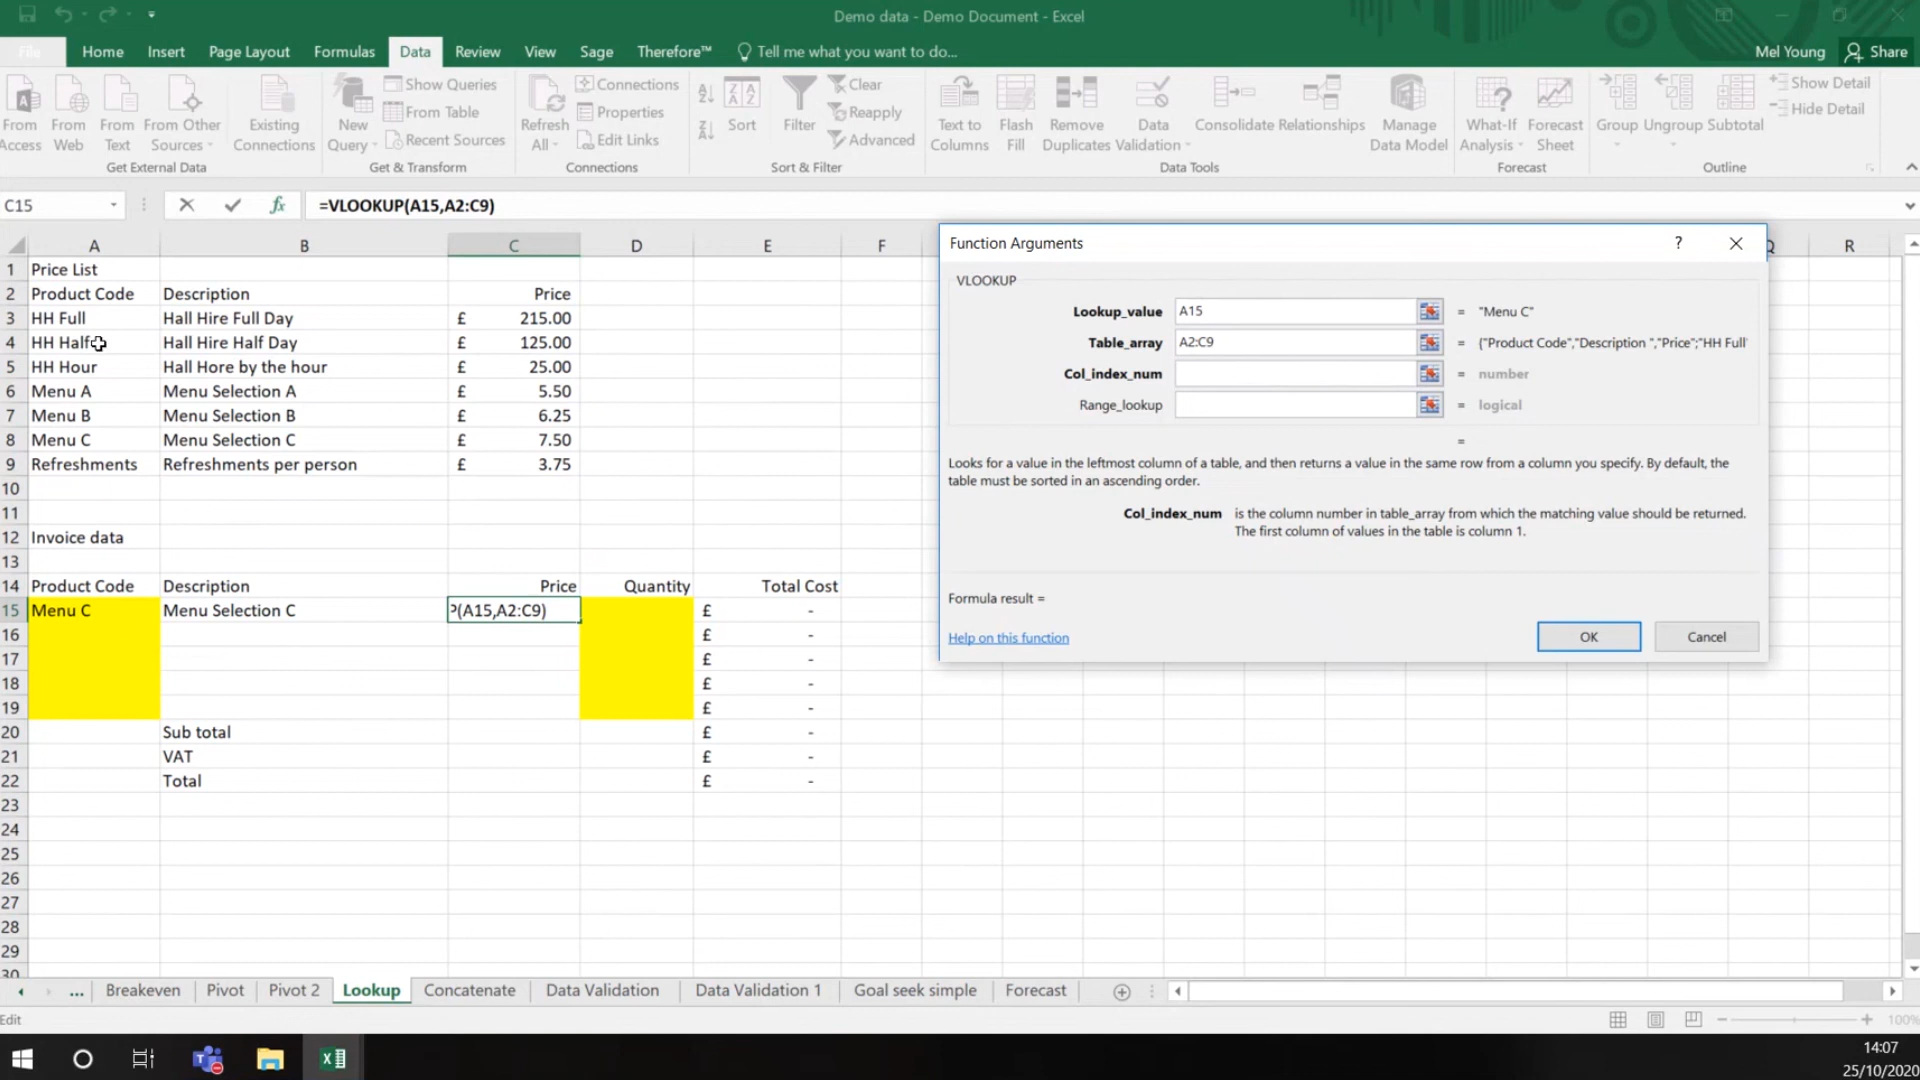 Demo data - Demo Document - Excel
File Home Insert Page Layout Formulas Data Review View Sage Therefore™ Tell me what you want to do... Mel Young Share
From Access
From Web
From Text
From Other Sources
Existing Connections
Get External Data
New Query
Show Queries
From Table
Recent Sources
Get & Transform
Refresh All
Connections
Properties
Edit Links
Connections
Sort
Filter
Clear
Reapply
Advanced
Sort & Filter
Text to Columns
Flash Fill
Remove Duplicates
Data Validation
Consolidate
Relationships
Manage Data Model
Data Tools
What-If Analysis
Forecast Sheet
Forecast
Group
Ungroup
Subtotal
Show Detail
Hide Detail
Outline
C15 fx =VLOOKUP(A15,A2:C9)
A B C D E F Q R
1 Price List
2 Product Code Description Price
3 HH Full Hall Hire Full Day £ 215.00
4 HH Half Hall Hire Half Day £ 125.00
5 HH Hour Hall Hore by the hour £ 25.00
6 Menu A Menu Selection A £ 5.50
7 Menu B Menu Selection B £ 6.25
8 Menu C Menu Selection C £ 7.50
9 Refreshments Refreshments per person £ 3.75
10
11
12 Invoice data
13
14 Product Code Description Price Quantity Total Cost
15 Menu C Menu Selection C P(A15,A2:C9) £ -
16 £ -
17 £ -
18 £ -
19 £ -
20 Sub total £ -
21 VAT £ -
22 Total £ -
23
24
25
26
27
28
29
30
Function Arguments ?
VLOOKUP
Lookup_value A15 = "Menu C"
Table_array A2:C9 = {"Product Code","Description ","Price";"HH Full"
Col_index_num = number
Range_lookup = logical
=
Looks for a value in the leftmost column of a table, and then returns a value in the same row from a column you specify. By default, the
table must be sorted in an ascending order.
Col_index_num is the column number in table_array from which the matching value should be returned.
The first column of values in the table is column 1.
Formula result =
Help on this function OK Cancel
... Breakeven Pivot Pivot 2 Lookup Concatenate Data Validation Data Validation 1 Goal seek simple Forecast
Edit 100%
14:07
25/10/2020